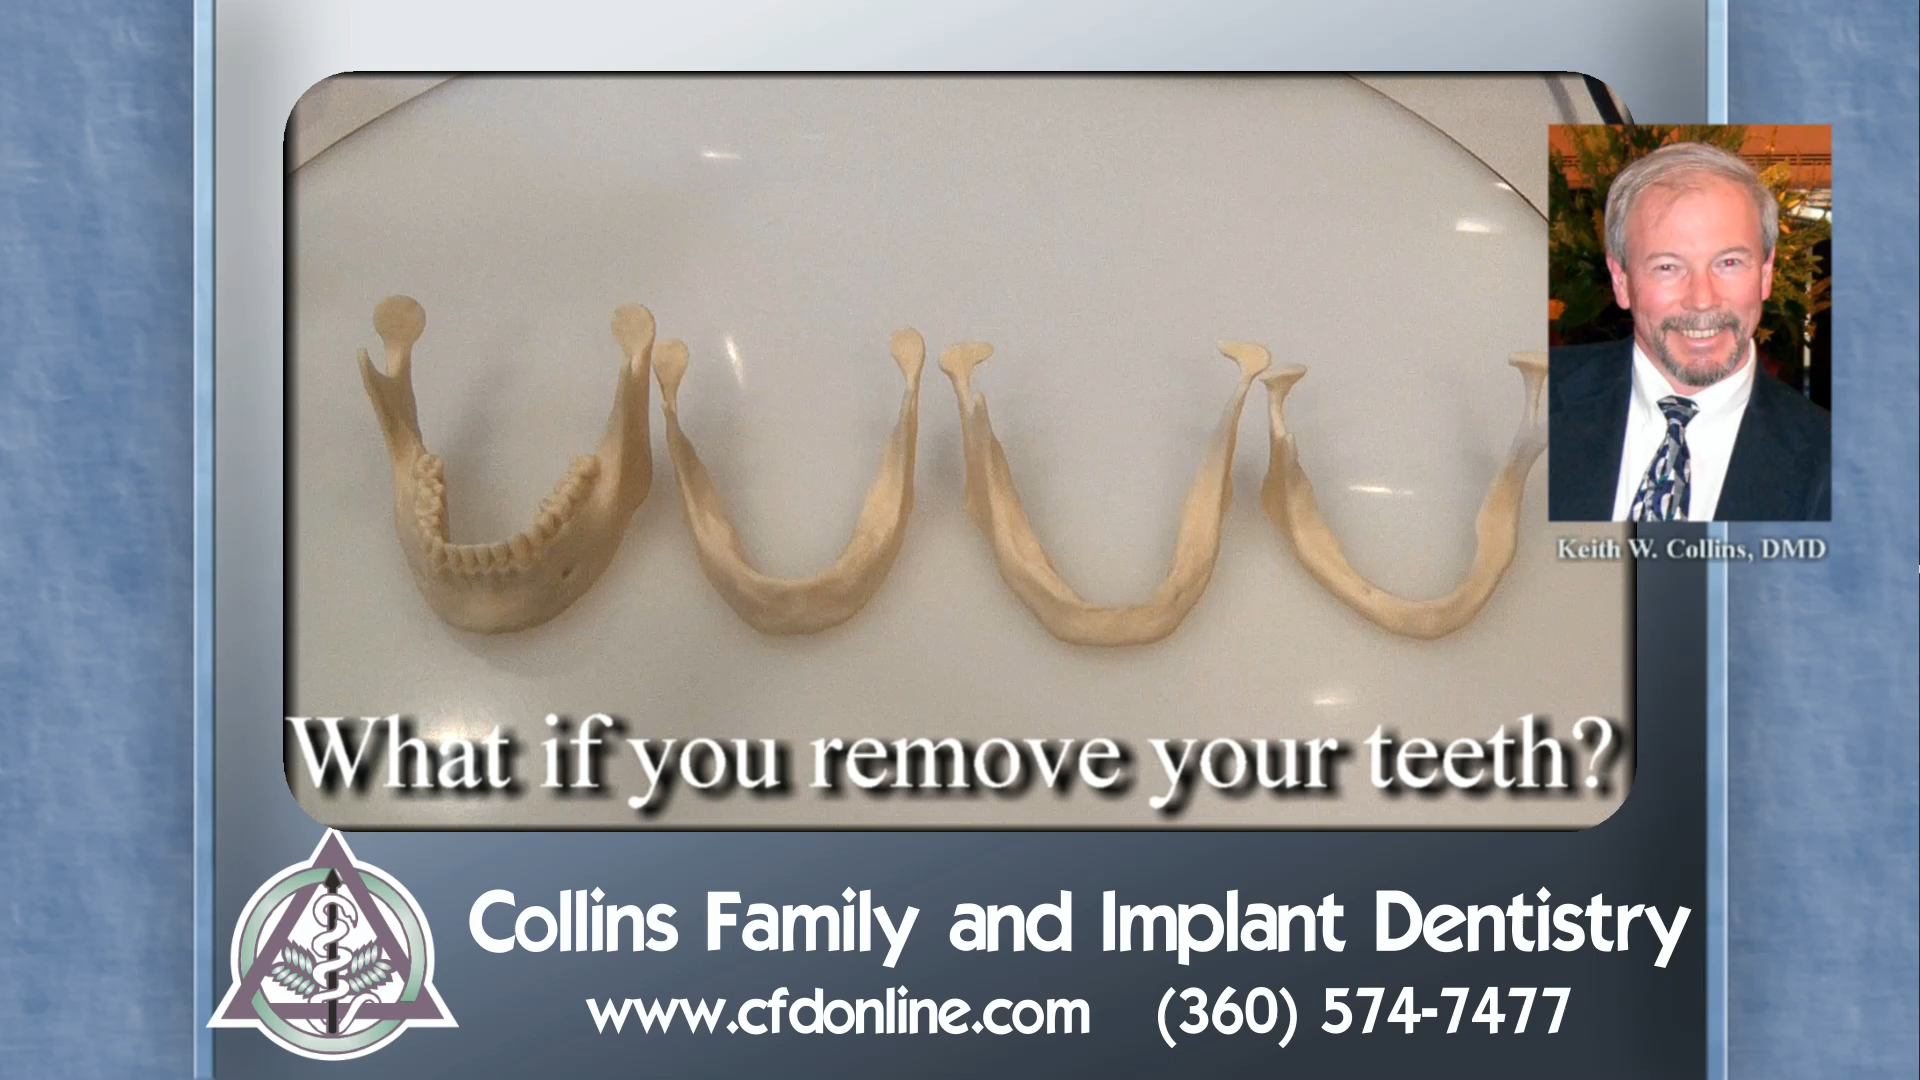 Keith W. Collins, DMD
What if you remove your teeth?
Collins Family and Implant Dentistry
www.cfdonline.com (360) 574-7477